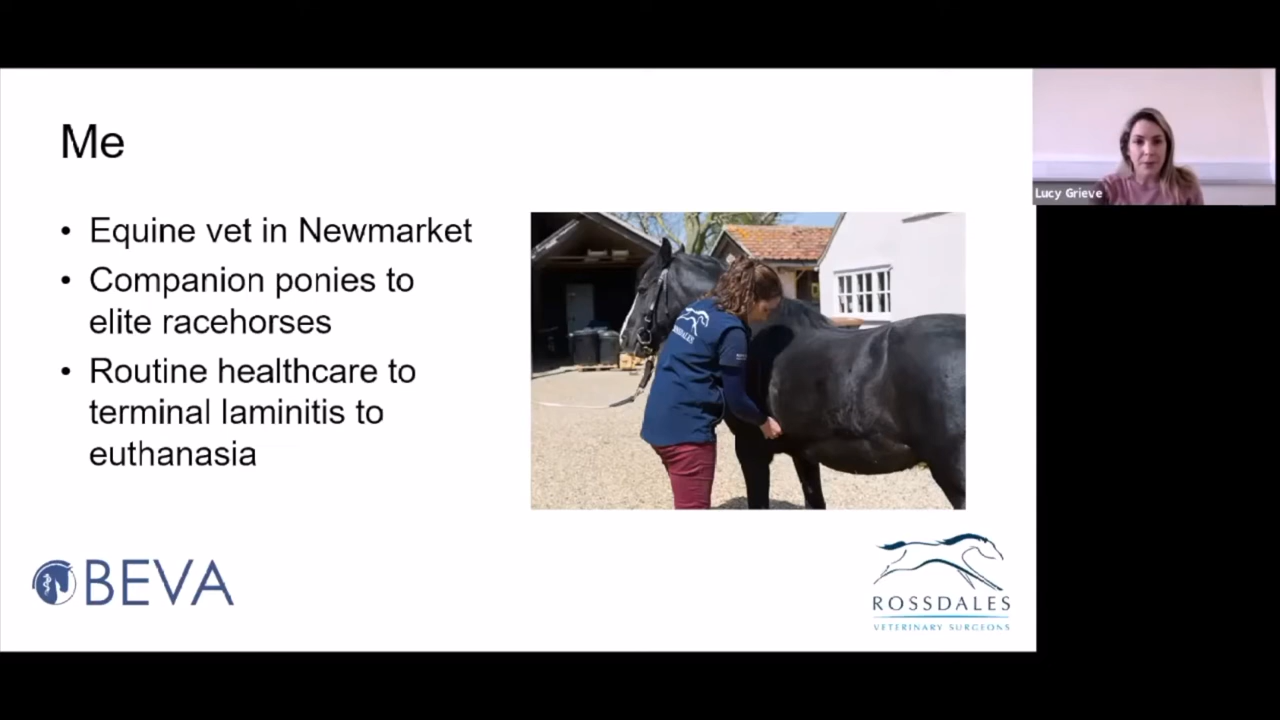 Me
• Equine vet in Newmarket
• Companion ponies to
elite racehorses
• Routine healthcare to
terminal laminitis to
euthanasia
Lucy Grieve
BEVA
ROSSDALES
VETERINARY SURGEONS